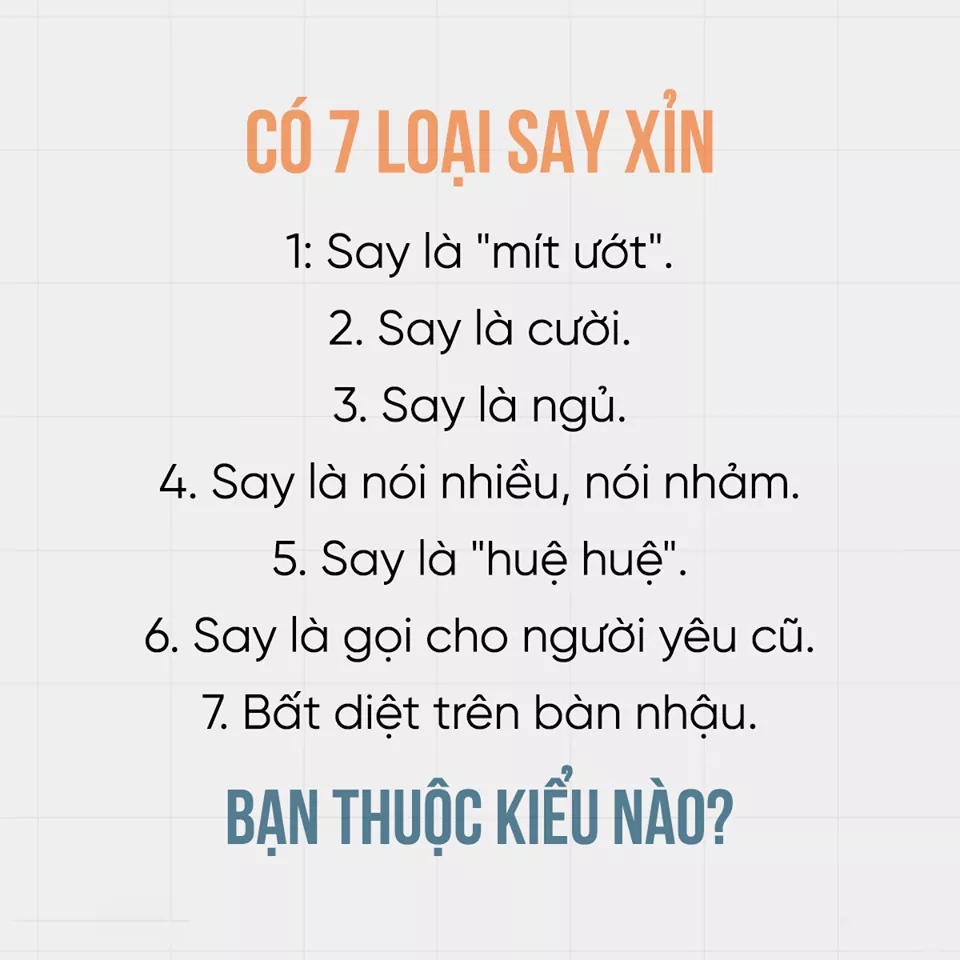 CÓ 7 LOẠI SAY XỈN
1: Say là "mít ướt".
2. Say là cười.
3. Say là ngủ.
4. Say là nói nhiều, nói nhảm.
5. Say là "huệ huệ".
6. Say là gọi cho người yêu cũ.
7. Bất diệt trên bàn nhậu.
BẠN THUỘC KIỂU NÀO?